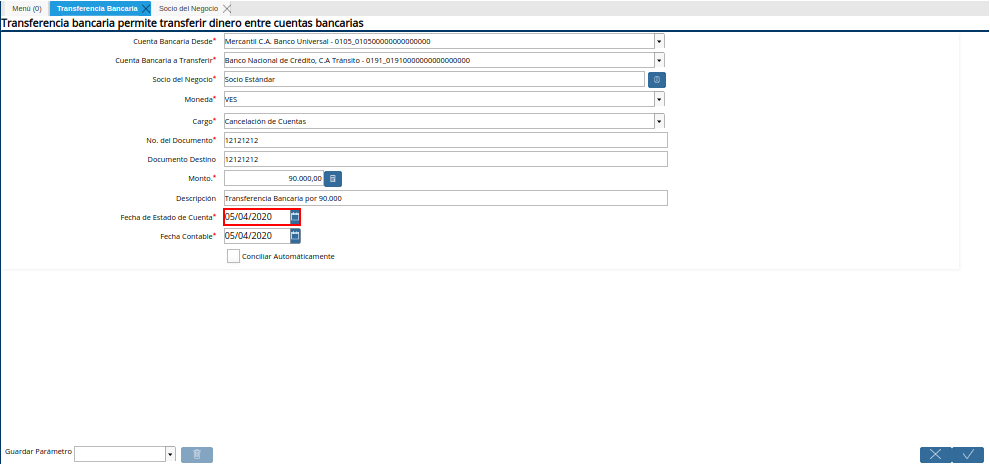 Menú (0) Transferencia Bancaria Socio del Negocio
Transferencia bancaria permite transferir dinero entre cuentas bancarias
Cuenta Bancaria Desde* Mercantil C.A. Banco Universal - 0105_010500000000000000
Cuenta Bancaria a Transferir* Banco Nacional de Crédito, C.A Tránsito - 0191_01910000000000000000
Socio del Negocio* Socio Estándar
Moneda* VES
Cargo* Cancelación de Cuentas
No. del Documento* 12121212
Documento Destino 12121212
Monto.* 90.000,00
Descripción Transferencia Bancaria por 90.000
Fecha de Estado de Cuenta* 05/04/2020
Fecha Contable* 05/04/2020
Conciliar Automáticamente
Guardar Parámetro